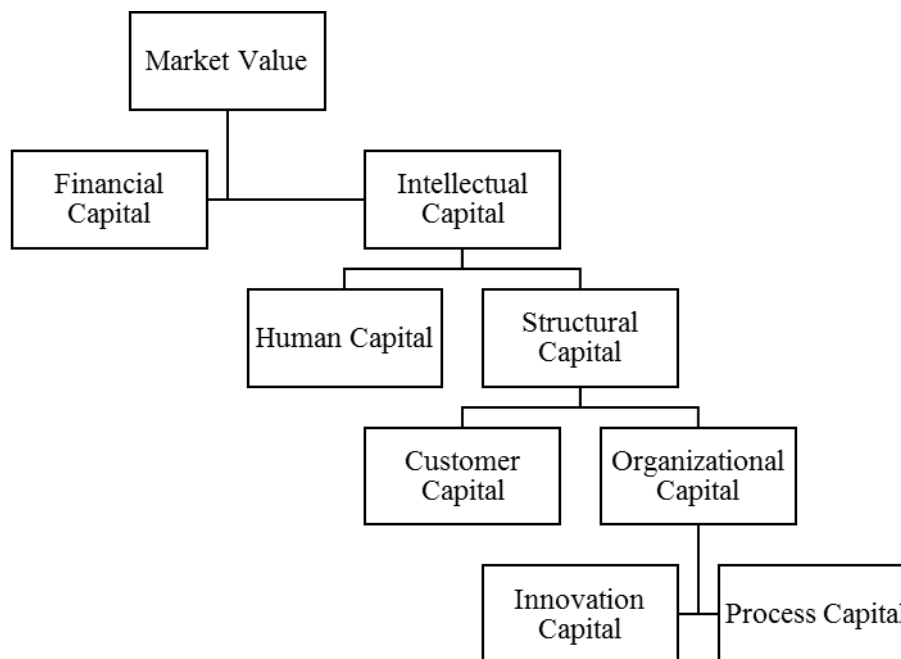 Market Value
Financial
Capital
Intellectual
Capital
Human Capital
Structural
Capital
Customer
Capital
Organizational
Capital
Innovation
Capital
Process Capital